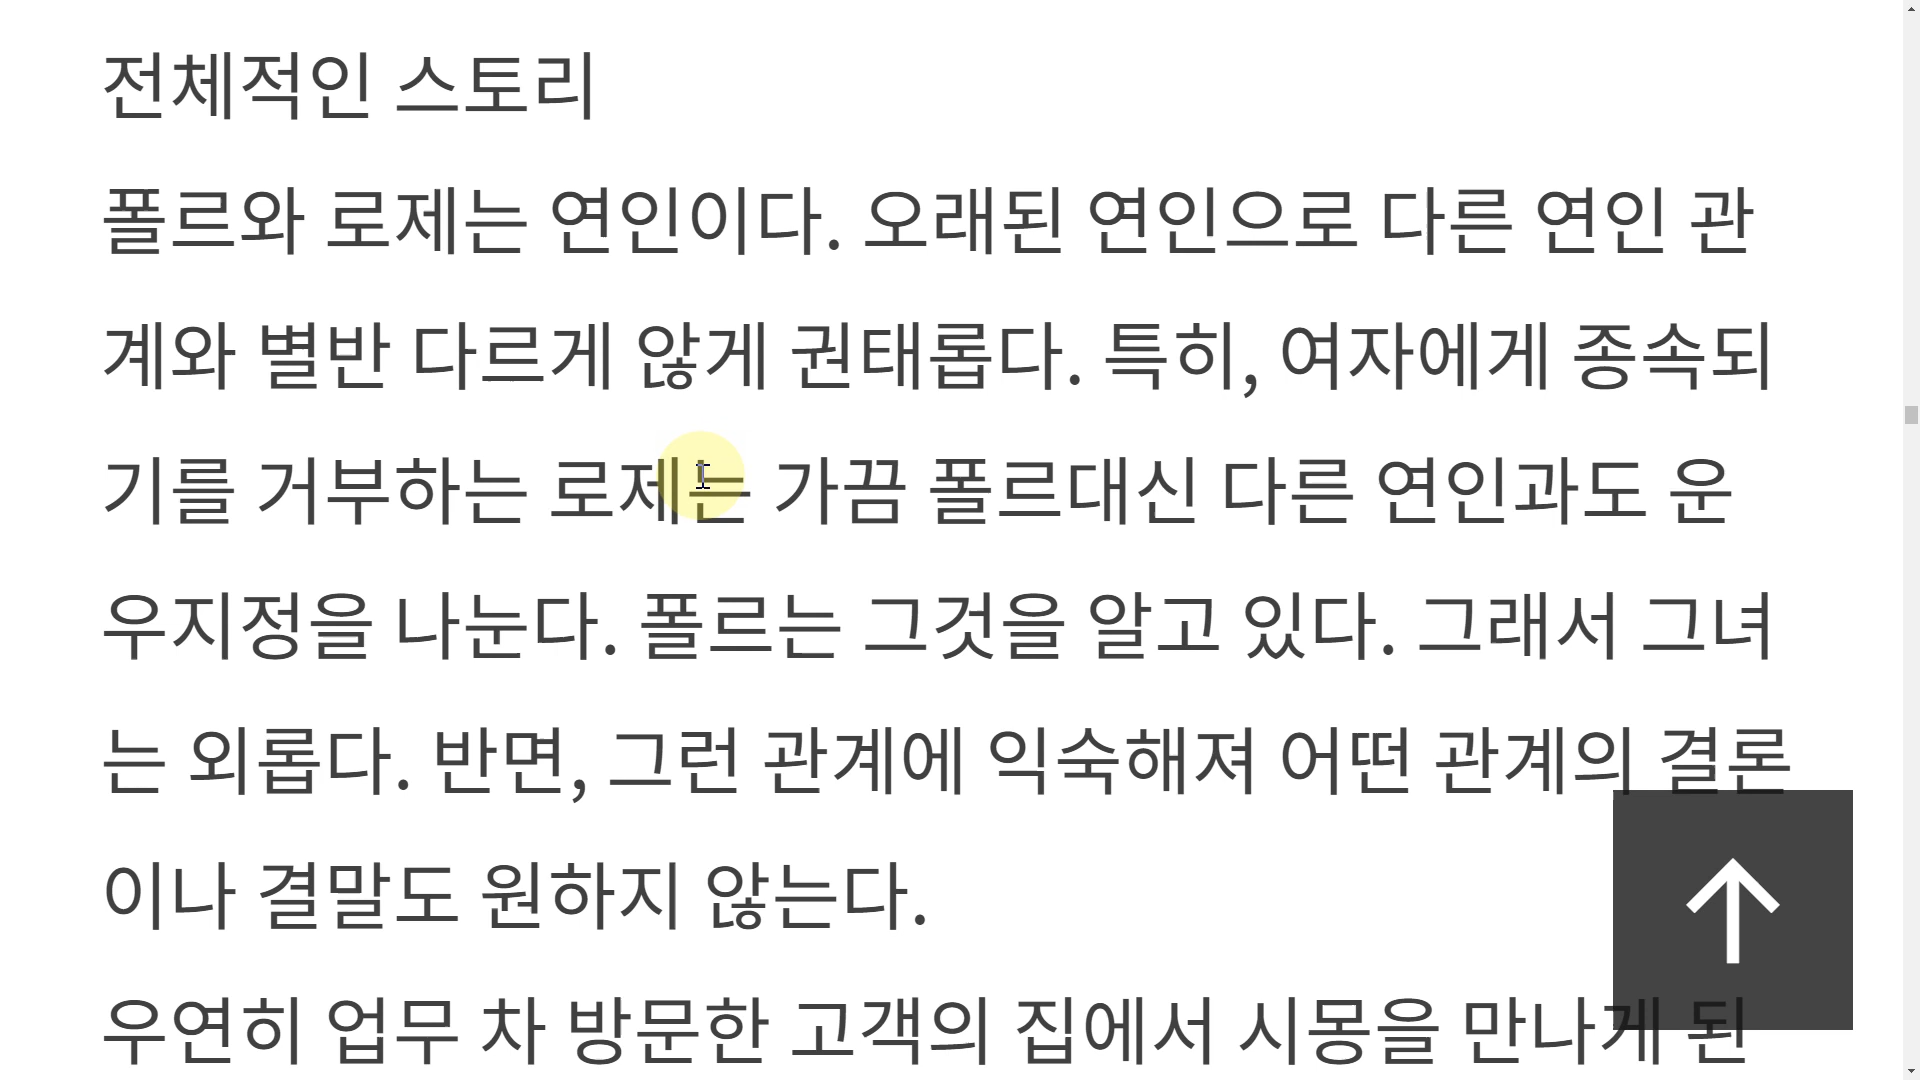 전체적인 스토리
폴르와 로제는 연인이다. 오래된 연인으로 다른 연인 관
계와 별반 다르게 않게 권태롭다. 특히, 여자에게 종속되
기를 거부하는 로제는 가끔 폴르대신 다른 연인과도 운
우지정을 나눈다. 폴르는 그것을 알고 있다. 그래서 그녀
는 외롭다. 반면, 그런 관계에 익숙해져 어떤 관계의 결론
이나 결말도 원하지 않는다.
우연히 업무 차 방문한 고객의 집에서 시몽을 만나게 된